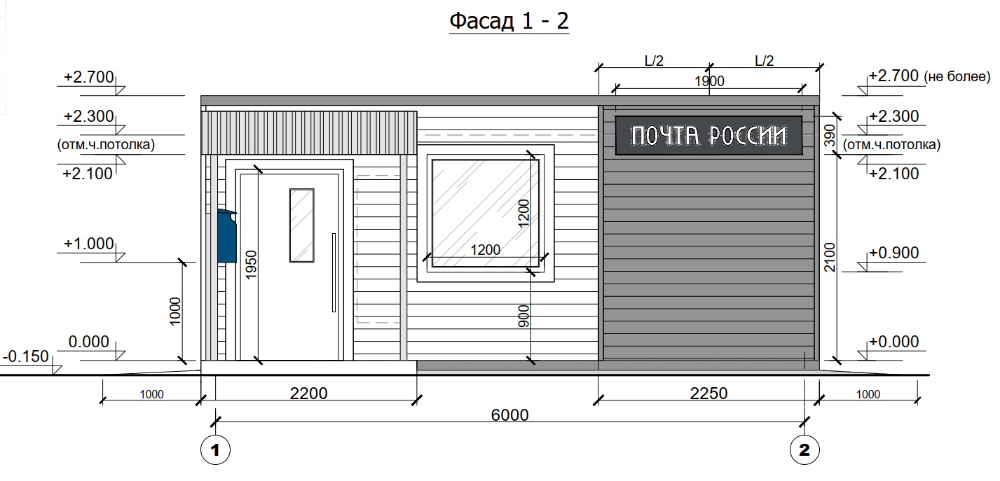 Фасад 1 - 2
L/2 L/2
1900
+2.700 +2.700 (не более)
+2.300 +2.300
(отм.ч.потолка) (отм.ч.потолка)
+2.100 +2.100
390
ПОЧТА РОССИИ
+1.000 +0.900
1000
1950
1200
1200
900
2100
0.000 +0.000
-0.150
1000 2200 2250 1000
6000
1 2